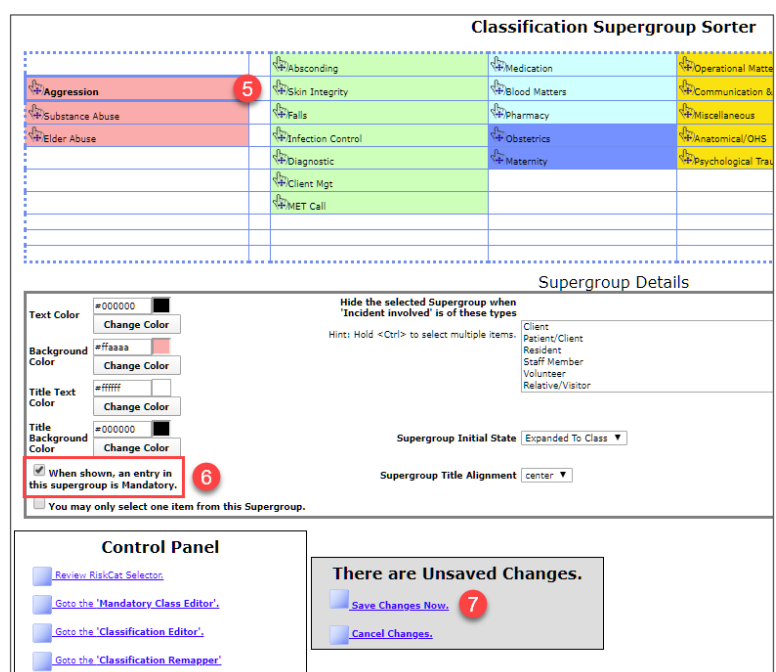 Classification Supergroup Sorter
Absconding Medication Operational Matte
Aggression 5 Skin Integrity Blood Matters Communication &
Substance Abuse Falls Pharmacy Miscellaneous
Elder Abuse Infection Control Obstetrics Anatomical/OHS
Diagnostic Maternity Psychological Trau
Client Mgt
MET Call
Supergroup Details
Text Color #000000
Change Color
Background Color #ffaaaa
Change Color
Title Text Color #ffffff
Change Color
Title Background Color #000000
Change Color
When shown, an entry in
this supergroup is Mandatory.
6
You may only select one item from this Supergroup.
Hide the selected Supergroup when
'Incident involved' is of these types
Hint: Hold <Ctrl> to select multiple items.
Client
Patient/Client
Resident
Staff Member
Volunteer
Relative/Visitor
Supergroup Initial State Expanded To Class ▼
Supergroup Title Alignment center ▼
Control Panel
Review RiskCat Selector.
Goto the 'Mandatory Class Editor'.
Goto the 'Classification Editor'.
Goto the 'Classification Remapper'
There are Unsaved Changes.
Save Changes Now. 7
Cancel Changes.